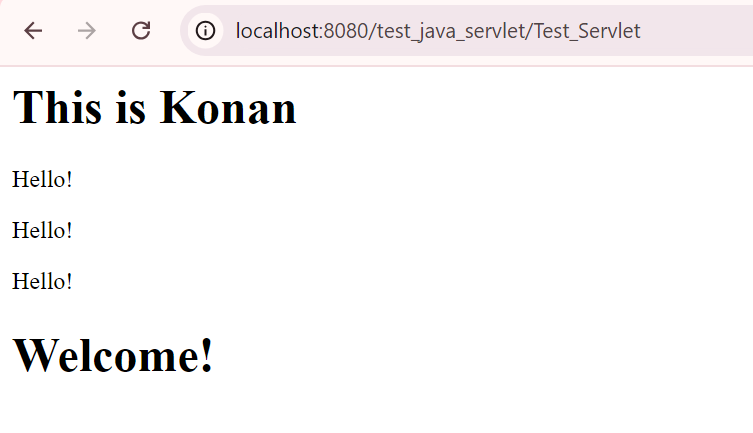 localhost:8080/test_java_servlet/Test_Servlet
This is Konan
Hello!
Hello!
Hello!
Welcome!